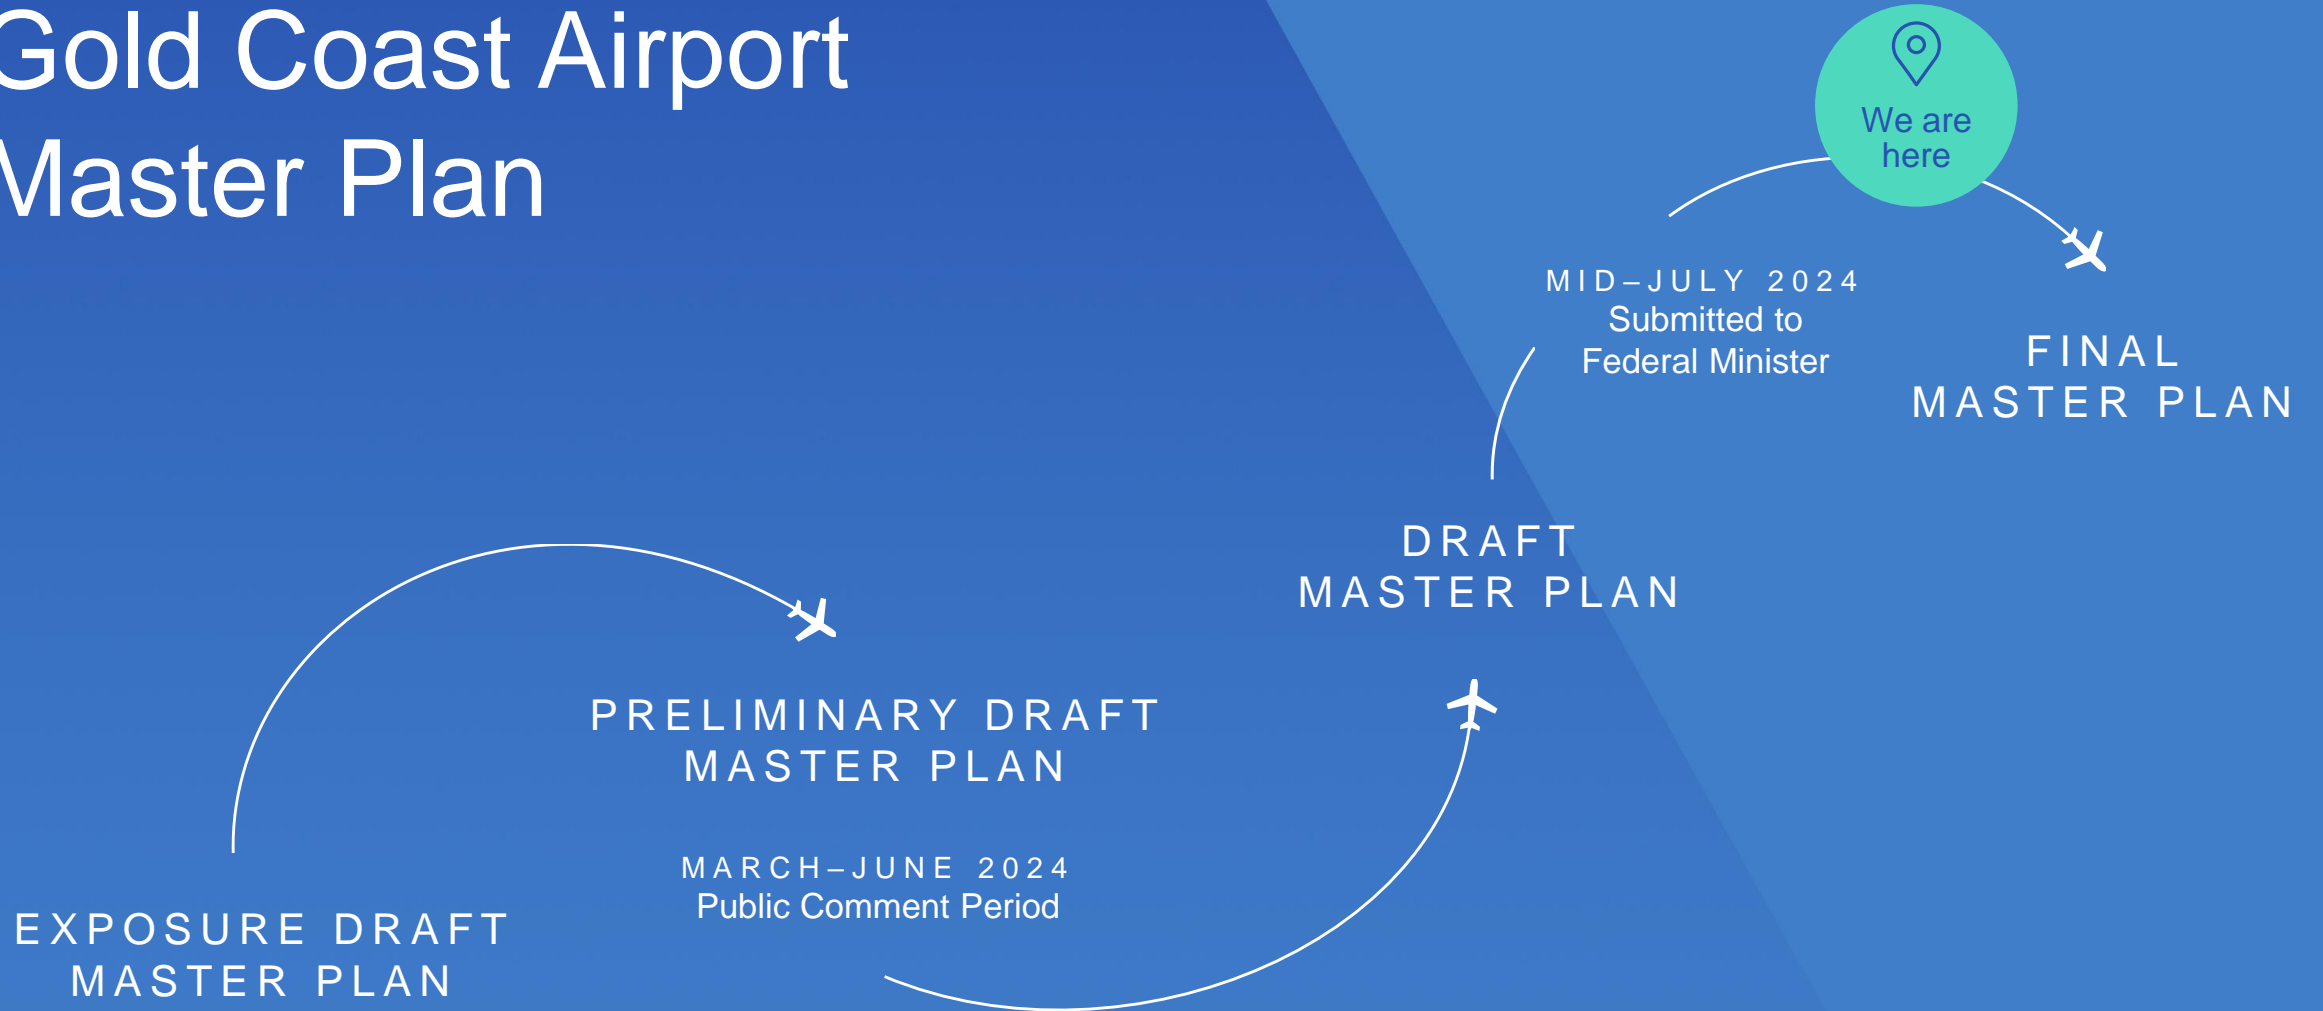 Gold Coast Airport
Master Plan
EXPOSURE DRAFT
MASTER PLAN
PRELIMINARY DRAFT
MASTER PLAN
MARCH–JUNE 2024
Public Comment Period
DRAFT
MASTER PLAN
MID–JULY 2024
Submitted to
Federal Minister
We are
here
FINAL
MASTER PLAN